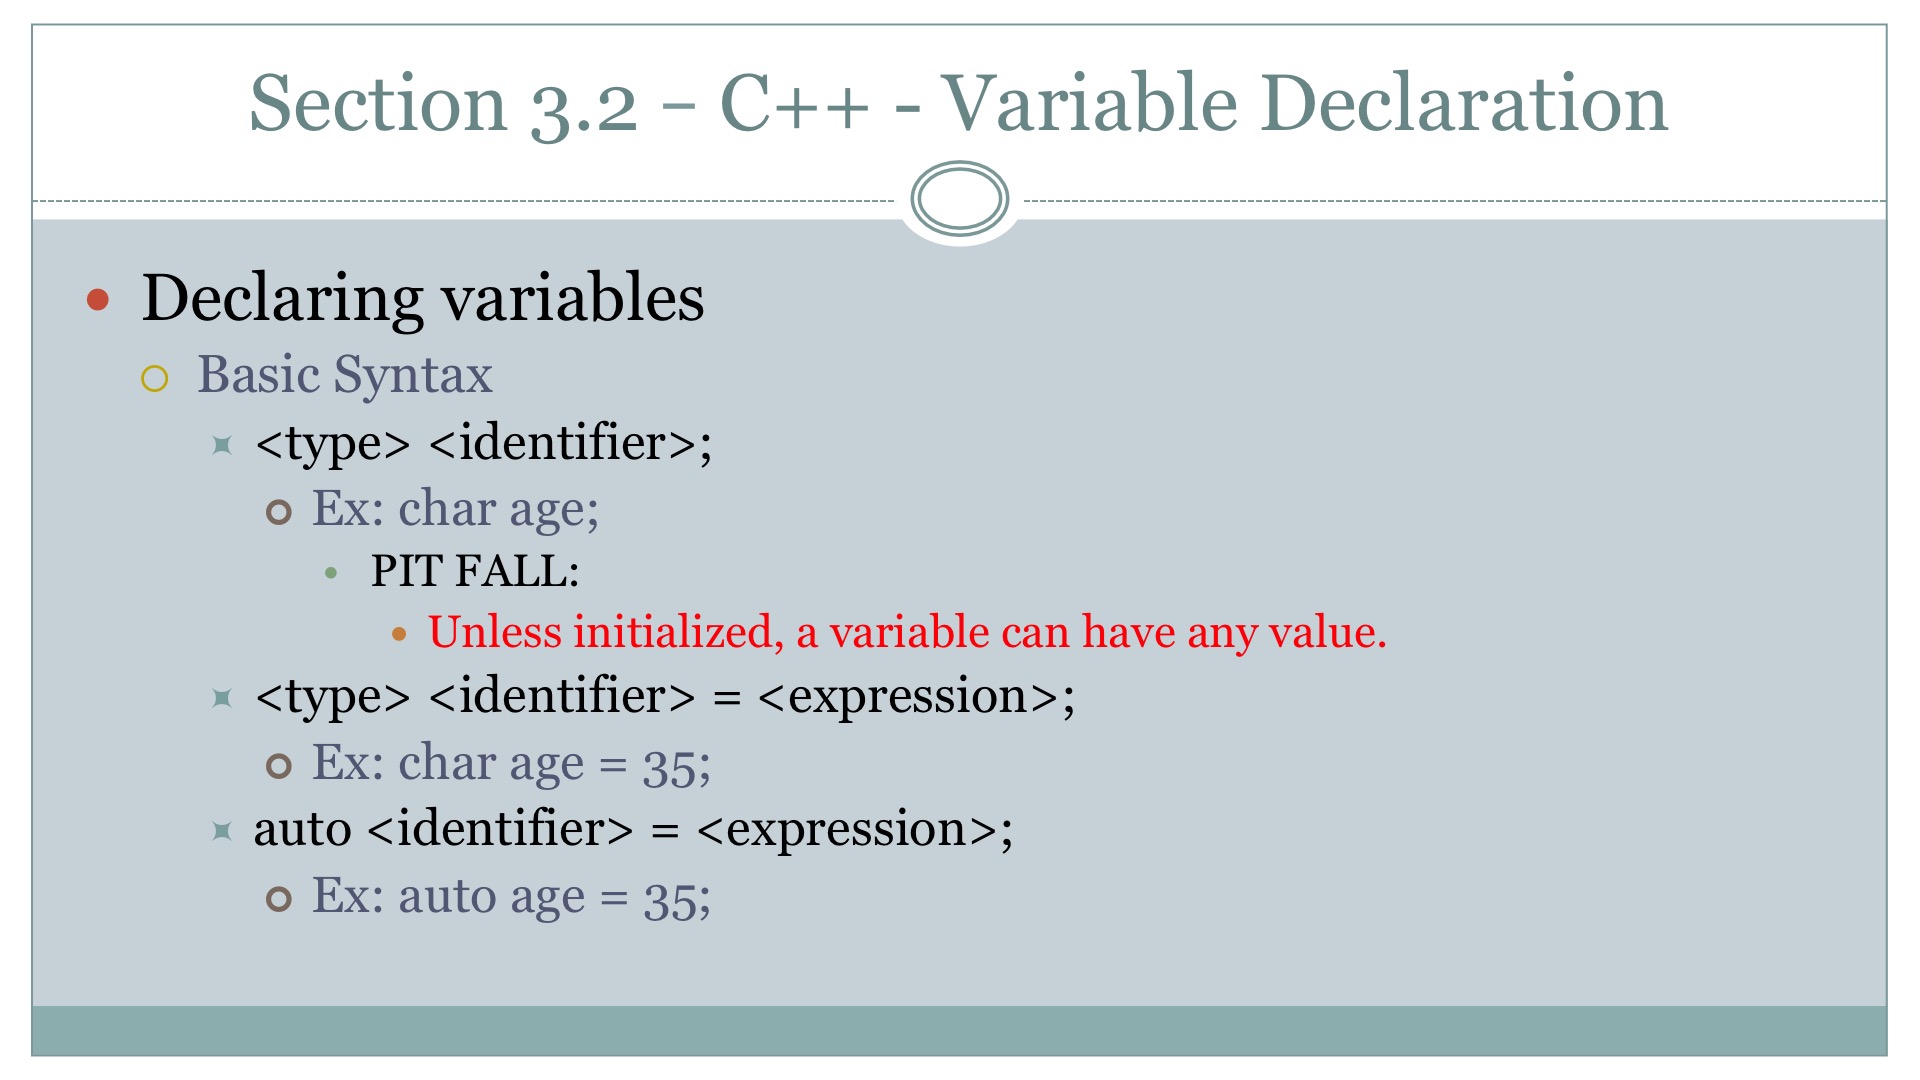 Section 3.2 – C++ - Variable Declaration
Declaring variables
Basic Syntax
<type> <identifier>;
Ex: char age;
PIT FALL:
Unless initialized, a variable can have any value.
<type> <identifier> = <expression>;
Ex: char age = 35;
auto <identifier> = <expression>;
Ex: auto age = 35;